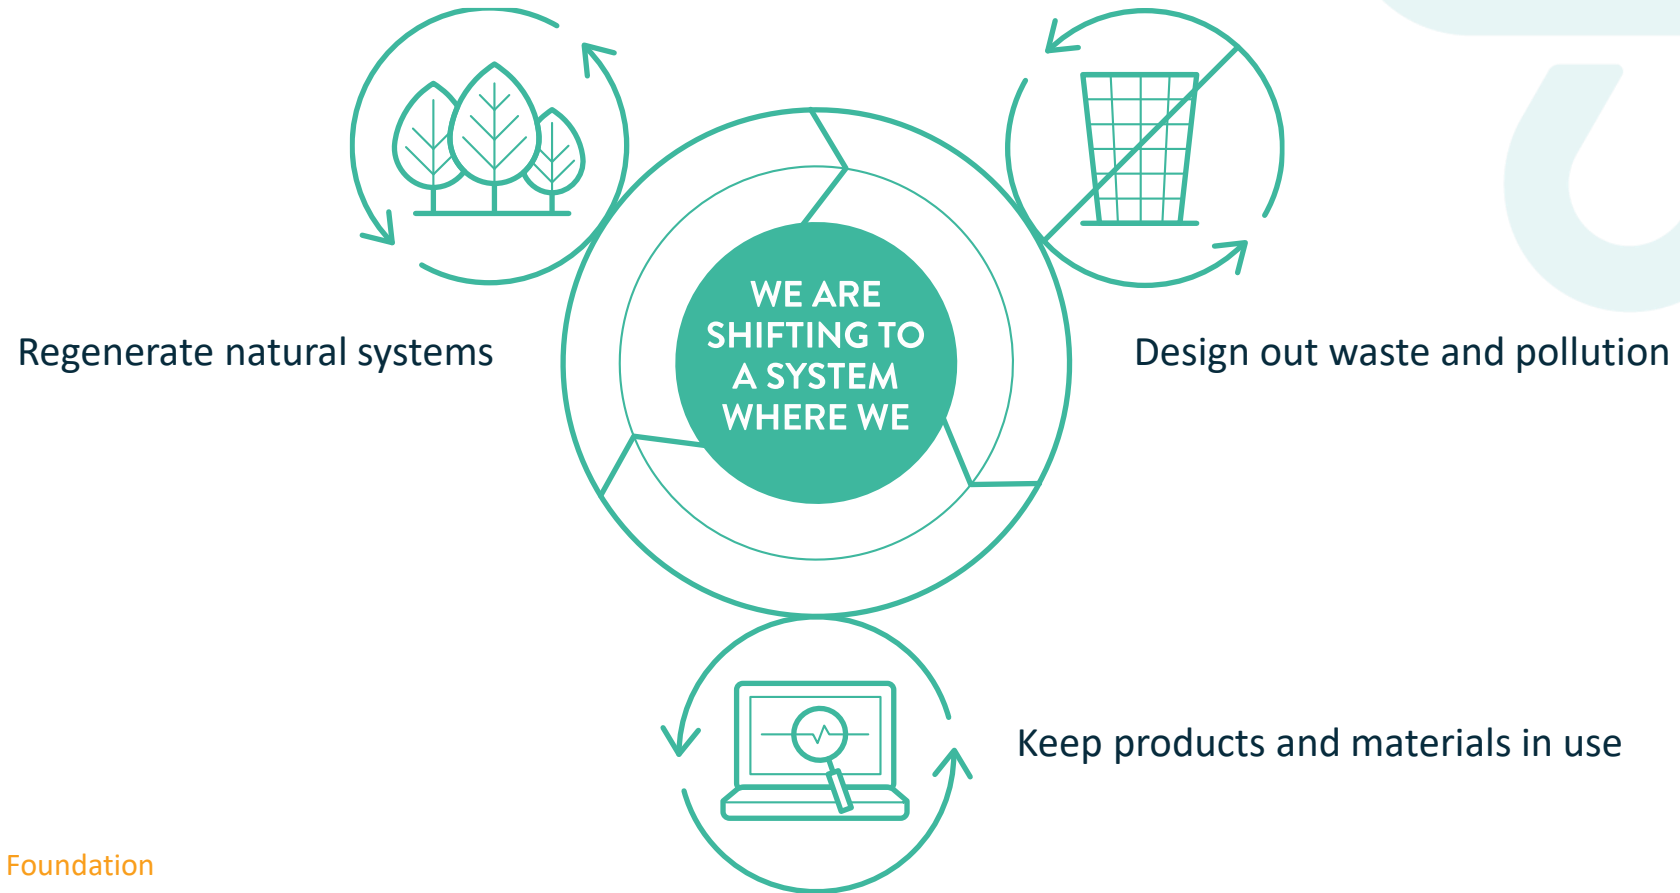 WE ARE
SHIFTING TO
A SYSTEM
WHERE WE
Regenerate natural systems
Design out waste and pollution
Keep products and materials in use
Foundation